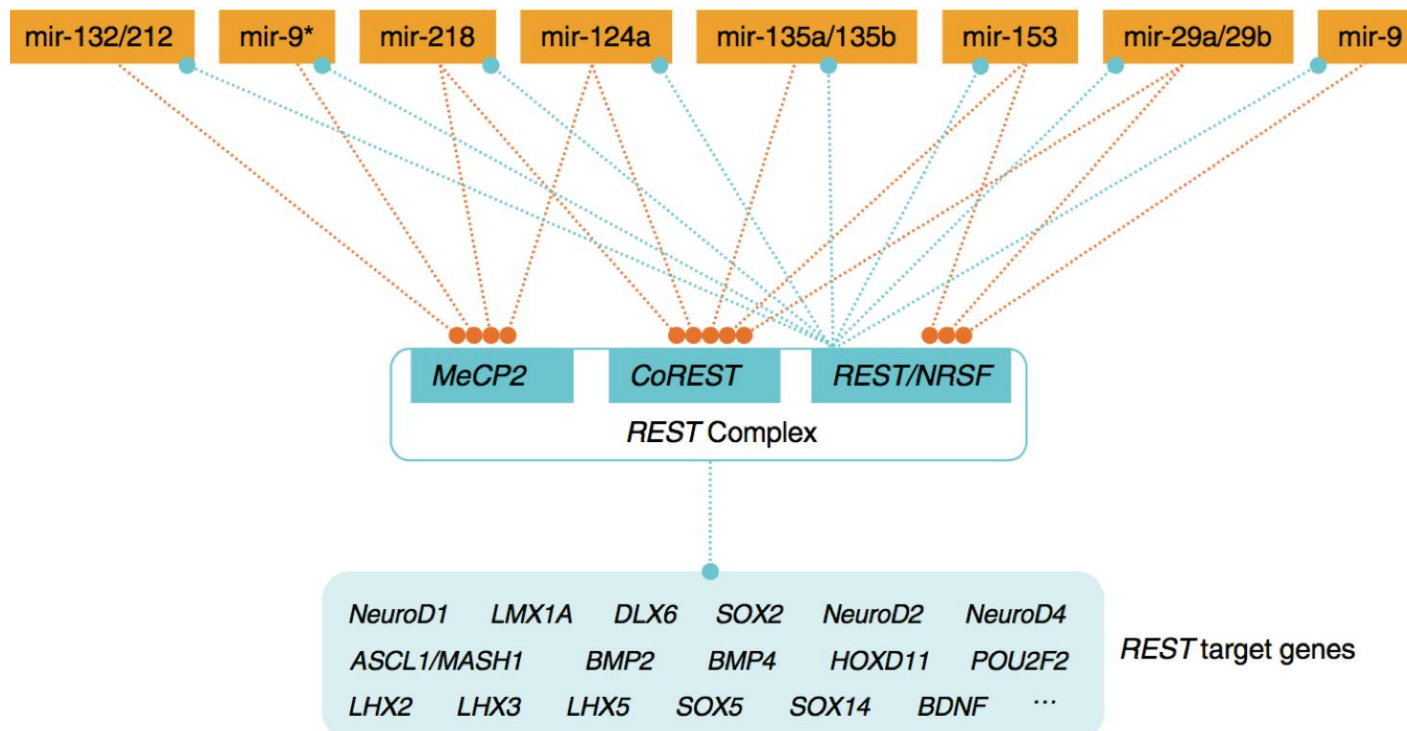 mir-132/212 mir-9* mir-218 mir-124a mir-135a/135b mir-153 mir-29a/29b mir-9
MeCP2 CoREST REST/NRSF
REST Complex
NeuroD1 LMX1A DLX6 SOX2 NeuroD2 NeuroD4
ASCL1/MASH1 BMP2 BMP4 HOXD11 POU2F2
REST target genes
LHX2 LHX3 LHX5 SOX5 SOX14 BDNF ...